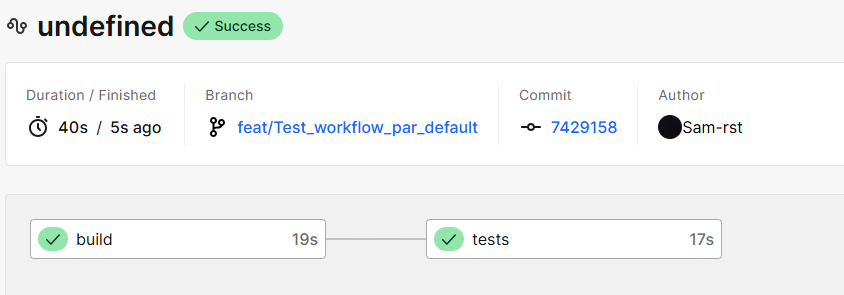 undefined Success
Duration / Finished Branch Commit Author
40s / 5s ago feat/Test_workflow_par_default 7429158 Sam-rst
build 19s tests 17s